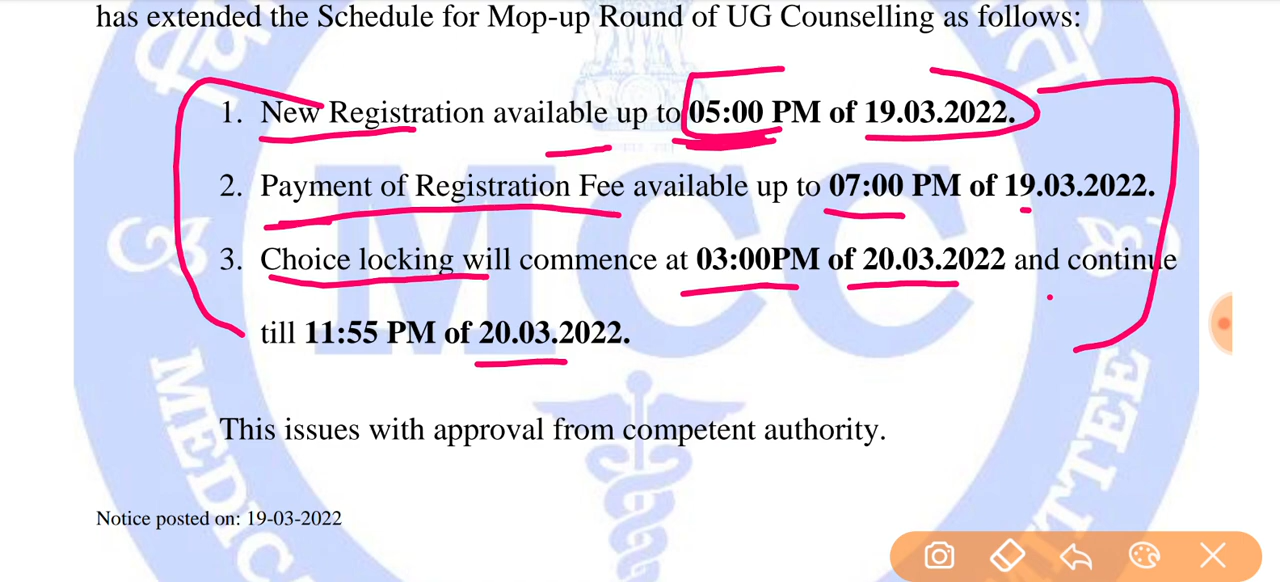 has extended the Schedule for Mop-up Round of UG Counselling as follows:
1. New Registration available up to 05:00 PM of 19.03.2022.
2. Payment of Registration Fee available up to 07:00 PM of 19.03.2022.
3. Choice locking will commence at 03:00PM of 20.03.2022 and continue
till 11:55 PM of 20.03.2022.
This issues with approval from competent authority.
Notice posted on: 19-03-2022
MCC